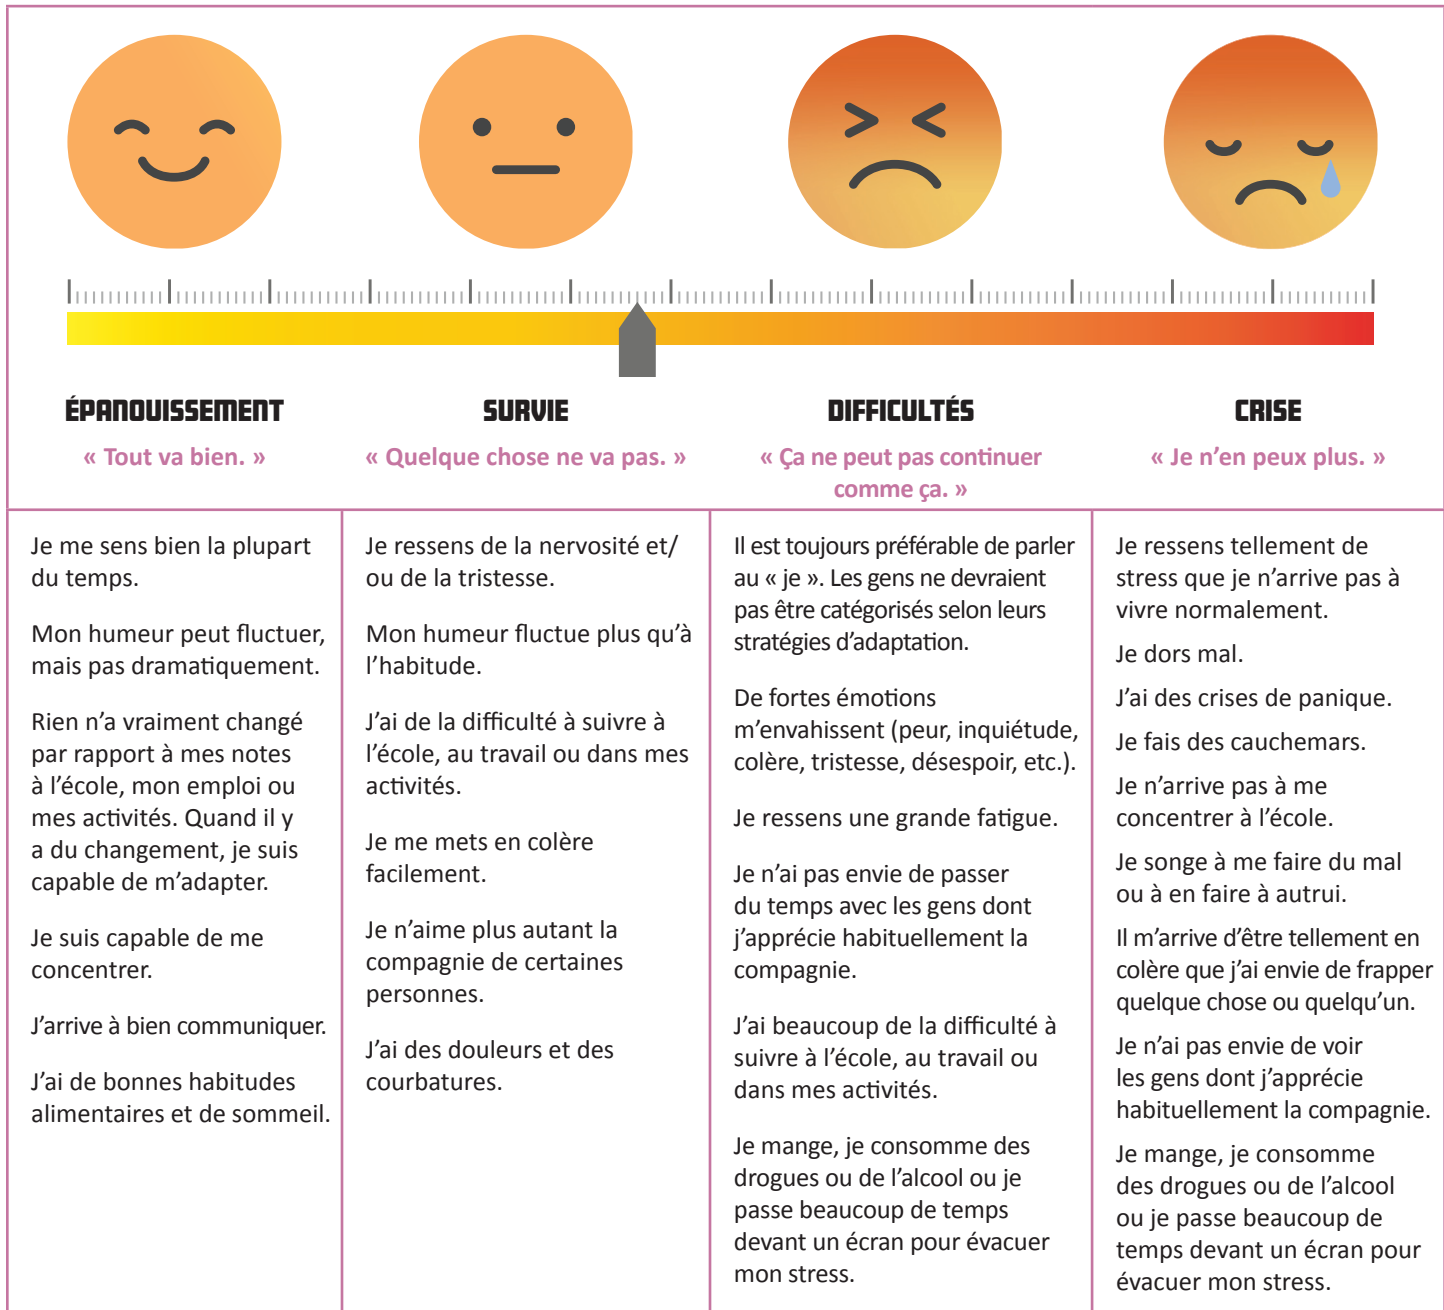 ÉPANOUISSEMENT
« Tout va bien. »
SURVIE
« Quelque chose ne va pas. »
DIFFICULTÉS
« Ça ne peut pas continuer
comme ça. »
CRISE
« Je n’en peux plus. »
Je me sens bien la plupart
du temps.
Mon humeur peut fluctuer,
mais pas dramatiquement.
Rien n’a vraiment changé
par rapport à mes notes
à l’école, mon emploi ou
mes activités. Quand il y
a du changement, je suis
capable de m’adapter.
Je suis capable de me
concentrer.
J’arrive à bien communiquer.
J’ai de bonnes habitudes
alimentaires et de sommeil.
Je ressens de la nervosité et/
ou de la tristesse.
Mon humeur fluctue plus qu’à
l’habitude.
J’ai de la difficulté à suivre à
l’école, au travail ou dans mes
activités.
Je me mets en colère
facilement.
Je n’aime plus autant la
compagnie de certaines
personnes.
J’ai des douleurs et des
courbatures.
Il est toujours préférable de parler
au « je ». Les gens ne devraient
pas être catégorisés selon leurs
stratégies d’adaptation.
De fortes émotions
m’envahissent (peur, inquiétude,
colère, tristesse, désespoir, etc.).
Je ressens une grande fatigue.
Je n’ai pas envie de passer
du temps avec les gens dont
j’apprécie habituellement la
compagnie.
J’ai beaucoup de la difficulté à
suivre à l’école, au travail ou
dans mes activités.
Je mange, je consomme des
drogues ou de l’alcool ou je
passe beaucoup de temps
devant un écran pour évacuer
mon stress.
Je ressens tellement de
stress que je n’arrive pas à
vivre normalement.
Je dors mal.
J’ai des crises de panique.
Je fais des cauchemars.
Je n’arrive pas à me
concentrer à l’école.
Je songe à me faire du mal
ou à en faire à autrui.
Il m’arrive d’être tellement en
colère que j’ai envie de frapper
quelque chose ou quelqu’un.
Je n’ai pas envie de voir
les gens dont j’apprécie
habituellement la compagnie.
Je mange, je consomme
des drogues ou de l’alcool
ou je passe beaucoup de
temps devant un écran pour
évacuer mon stress.